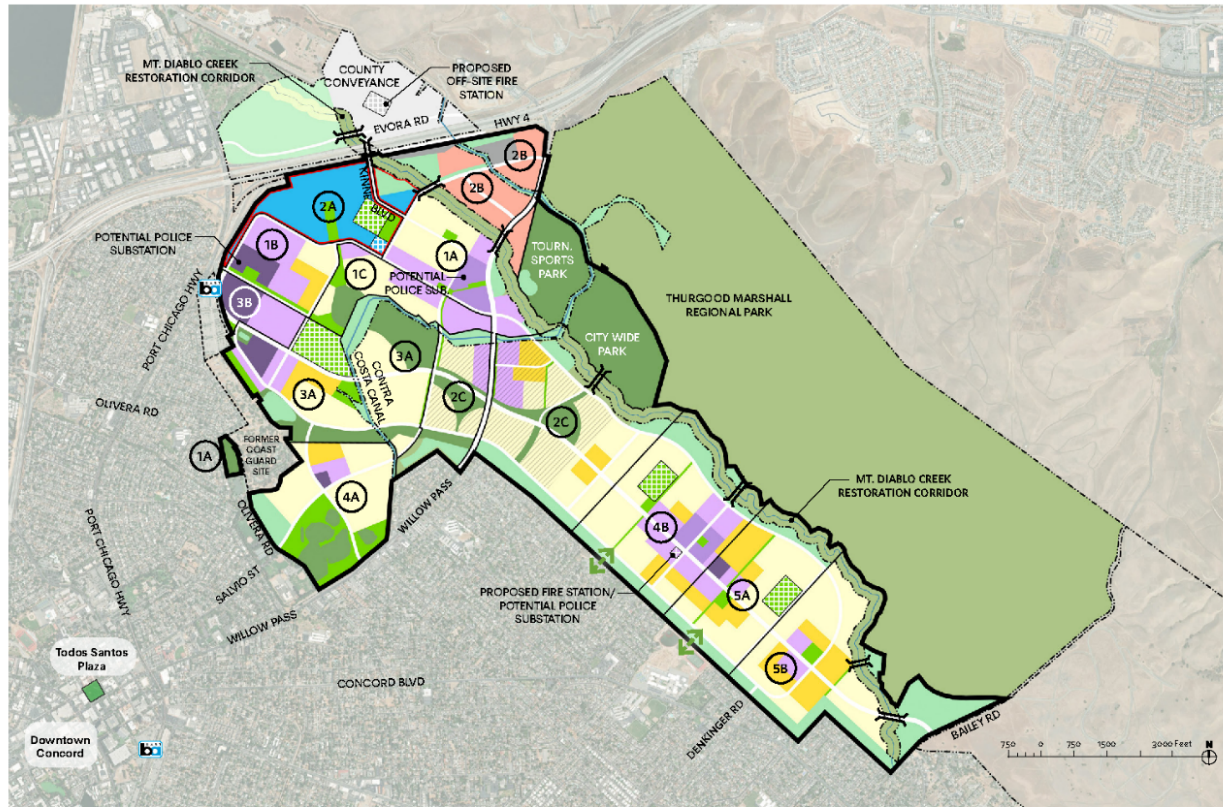 MT. DIABLO CREEK
RESTORATION CORRIDOR
COUNTY
CONVEYANCE
PROPOSED
OFF-SITE FIRE
STATION
EVORA RD
HWY 4
2B
2B
2A
POTENTIAL POLICE
SUBSTATION
1B
1C
1A
POTENTIAL
POLICE SUB.
TOURN.
SPORTS
PARK
THURGOOD MARSHALL
REGIONAL PARK
PORT CHICAGO HWY
3B
CITY WIDE
PARK
3A
CONTRA
COSTA CANAL
3A
2C
2C
OLIVERA RD
1A
FORMER
COAST
GUARD
SITE
4A
WILLOW PASS
MT. DIABLO CREEK
RESTORATION CORRIDOR
OLIVERA RD
PORT CHICAGO HWY
SALVIO ST
WILLOW PASS
4B
PROPOSED FIRE STATION/
POTENTIAL POLICE
SUBSTATION
5A
5B
Todos Santos
Plaza
CONCORD BLVD
DENKINGER RD
BAILEY RD
Downtown
Concord
ba
750 0 750 1500 3000 Feet
N